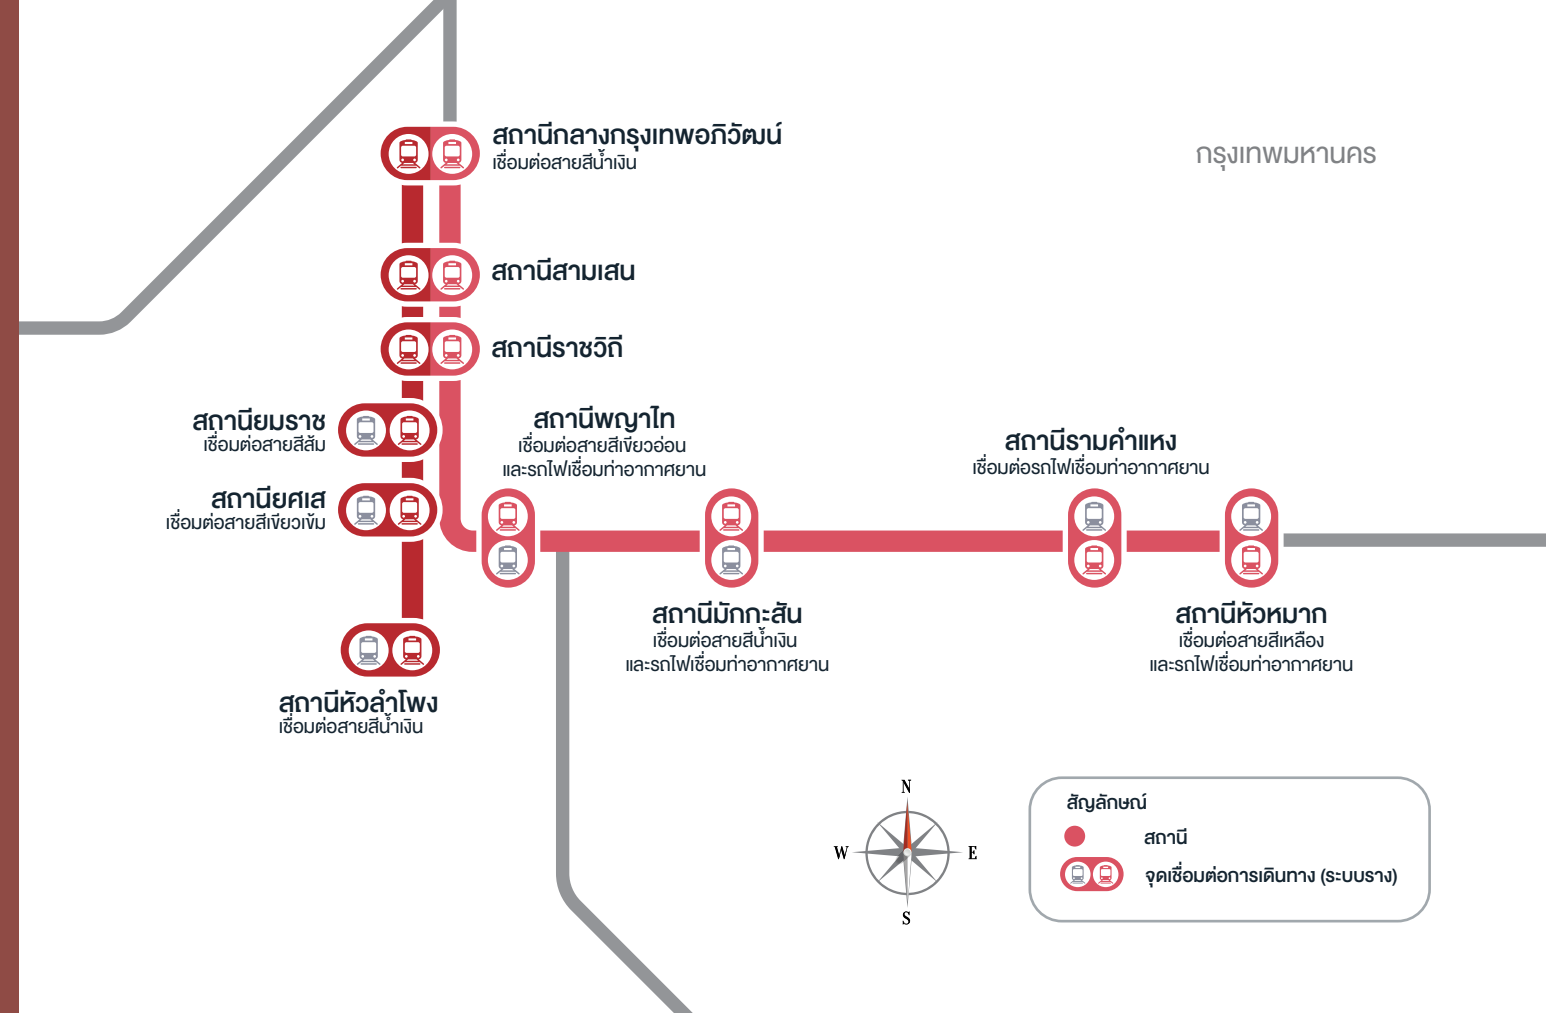 สถานีกลางกรุงเทพอภิวัฒน์
เชื่อมต่อสายสีน้ำเงิน
กรุงเทพมหานคร
สถานีสามเสน
สถานีราชวิถี
สถานียมราช
เชื่อมต่อสายสีส้ม
สถานียศเส
เชื่อมต่อสายสีเขียวเข้ม
สถานีพญาไท
เชื่อมต่อสายสีเขียวอ่อน
และรถไฟเชื่อมท่าอากาศยาน
สถานีรามคำแหง
เชื่อมต่อรถไฟเชื่อมท่าอากาศยาน
สถานีมักกะสัน
เชื่อมต่อสายสีน้ำเงิน
และรถไฟเชื่อมท่าอากาศยาน
สถานีหัวหมาก
เชื่อมต่อสายสีเหลือง
และรถไฟเชื่อมท่าอากาศยาน
สถานีหัวลำโพง
เชื่อมต่อสายสีน้ำเงิน
N
W
E
S
สัญลักษณ์
สถานี
จุดเชื่อมต่อการเดินทาง (ระบบราง)